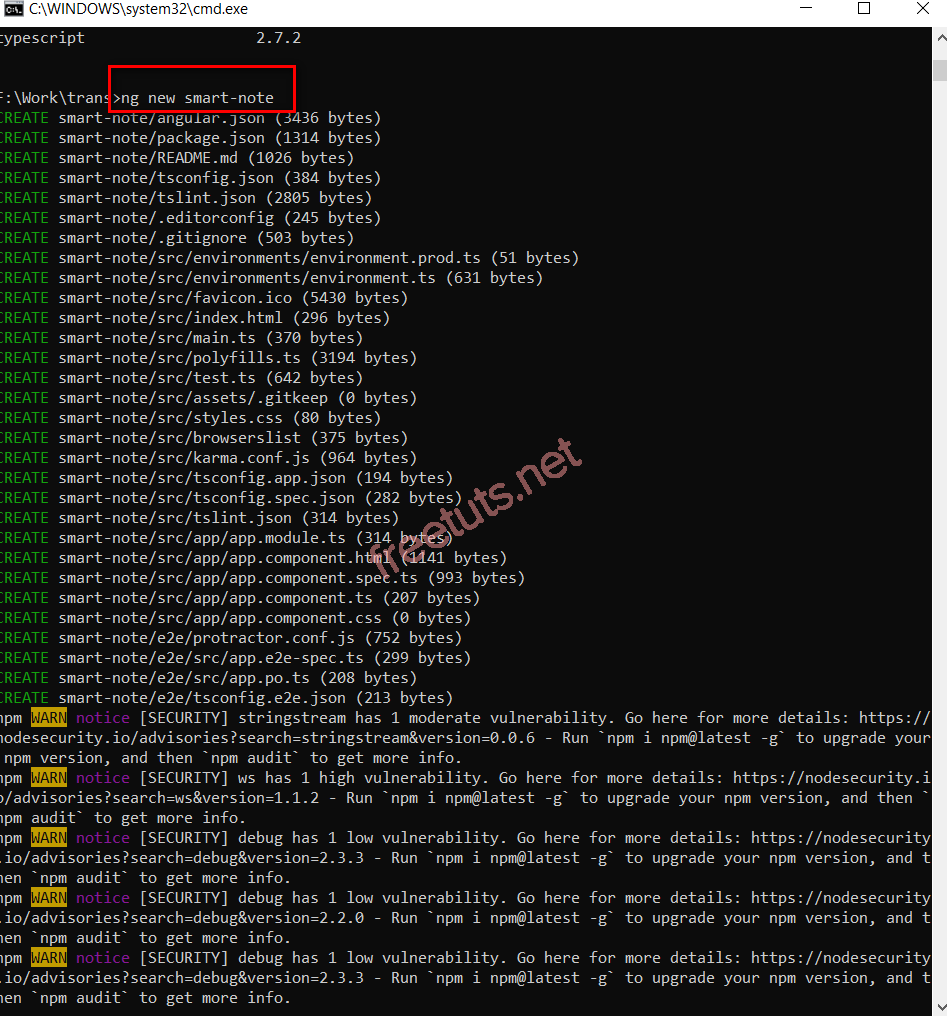 C:\WINDOWS\system32\cmd.exe
typescript 2.7.2
F:\Work\trans>ng new smart-note
CREATE smart-note/angular.json (3436 bytes)
CREATE smart-note/package.json (1314 bytes)
CREATE smart-note/README.md (1026 bytes)
CREATE smart-note/tsconfig.json (384 bytes)
CREATE smart-note/tslint.json (2805 bytes)
CREATE smart-note/.editorconfig (245 bytes)
CREATE smart-note/.gitignore (503 bytes)
CREATE smart-note/src/environments/environment.prod.ts (51 bytes)
CREATE smart-note/src/environments/environment.ts (631 bytes)
CREATE smart-note/src/favicon.ico (5430 bytes)
CREATE smart-note/src/index.html (296 bytes)
CREATE smart-note/src/main.ts (370 bytes)
CREATE smart-note/src/polyfills.ts (3194 bytes)
CREATE smart-note/src/test.ts (642 bytes)
CREATE smart-note/src/assets/.gitkeep (0 bytes)
CREATE smart-note/src/styles.css (80 bytes)
CREATE smart-note/src/browserslist (375 bytes)
CREATE smart-note/src/karma.conf.js (964 bytes)
CREATE smart-note/src/tsconfig.app.json (194 bytes)
CREATE smart-note/src/tsconfig.spec.json (282 bytes)
CREATE smart-note/src/tslint.json (314 bytes)
CREATE smart-note/src/app/app.module.ts (314 bytes)
CREATE smart-note/src/app/app.component.html (1141 bytes)
CREATE smart-note/src/app/app.component.spec.ts (993 bytes)
CREATE smart-note/src/app/app.component.ts (207 bytes)
CREATE smart-note/src/app/app.component.css (0 bytes)
CREATE smart-note/e2e/protractor.conf.js (752 bytes)
CREATE smart-note/e2e/src/app.e2e-spec.ts (299 bytes)
CREATE smart-note/e2e/src/app.po.ts (208 bytes)
CREATE smart-note/e2e/tsconfig.e2e.json (213 bytes)
npm WARN notice [SECURITY] stringstream has 1 moderate vulnerability. Go here for more details: https://
nodesecurity.io/advisories?search=stringstream&version=0.0.6 - Run `npm i npm@latest -g` to upgrade your
npm version, and then `npm audit` to get more info.
npm WARN notice [SECURITY] ws has 1 high vulnerability. Go here for more details: https://nodesecurity.i
o/advisories?search=ws&version=1.1.2 - Run `npm i npm@latest -g` to upgrade your npm version, and then `
npm audit` to get more info.
npm WARN notice [SECURITY] debug has 1 low vulnerability. Go here for more details: https://nodesecurity
.io/advisories?search=debug&version=2.3.3 - Run `npm i npm@latest -g` to upgrade your npm version, and t
hen `npm audit` to get more info.
npm WARN notice [SECURITY] debug has 1 low vulnerability. Go here for more details: https://nodesecurity
.io/advisories?search=debug&version=2.2.0 - Run `npm i npm@latest -g` to upgrade your npm version, and t
hen `npm audit` to get more info.
npm WARN notice [SECURITY] debug has 1 low vulnerability. Go here for more details: https://nodesecurity
.io/advisories?search=debug&version=2.3.3 - Run `npm i npm@latest -g` to upgrade your npm version, and t
hen `npm audit` to get more info.
freetuts.net